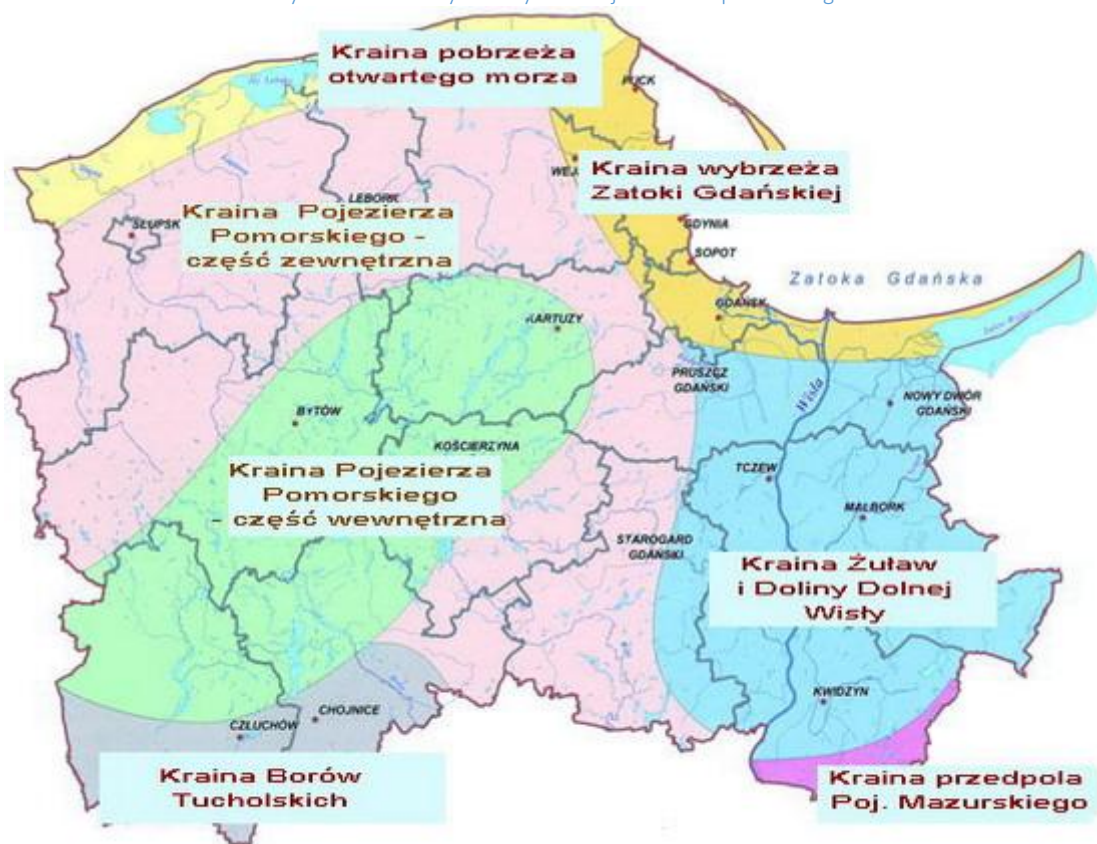 Kraina pobrzeża
otwartego morza
PUCK
Kraina wybrzeża
Zatoki Gdańskiej
LĘBORK
Kraina Pojezierza
Pomorskiego -
część zewnętrzna
SŁUPSK
GDYNIA
SOPOT
Zatoka Gdańska
GDAŃSK
KARTUZY
PRUSZCZ
GDAŃSKI
Wisła
NOWY DWÓR
GDAŃSKI
BYTÓW
KOŚCIERZYNA
Kraina Pojezierza
Pomorskiego
- część wewnętrzna
TCZEW
MALBORK
STAROGARD
GDAŃSKI
Kraina Żuław
i Doliny Dolnej
Wisły
KWIDZYN
CHOJNICE
CZŁUCHÓW
Kraina Borów
Tucholskich
Kraina przedpola
Poj. Mazurskiego